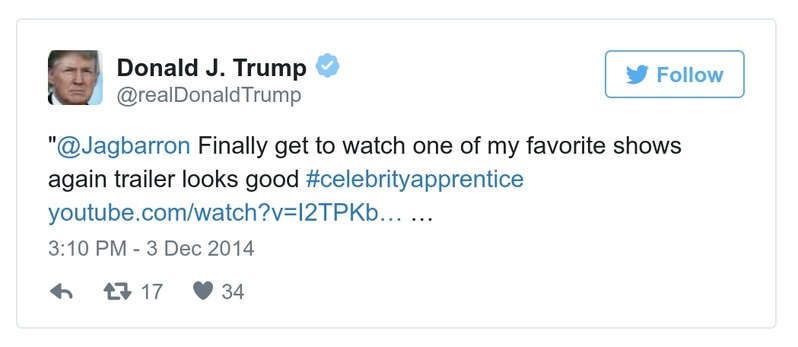 Donald J. Trump
@realDonaldTrump
Follow
"@Jagbarron Finally get to watch one of my favorite shows
again trailer looks good #celebrityapprentice
youtube.com/watch?v=I2TPKb… …
3:10 PM - 3 Dec 2014
17 34